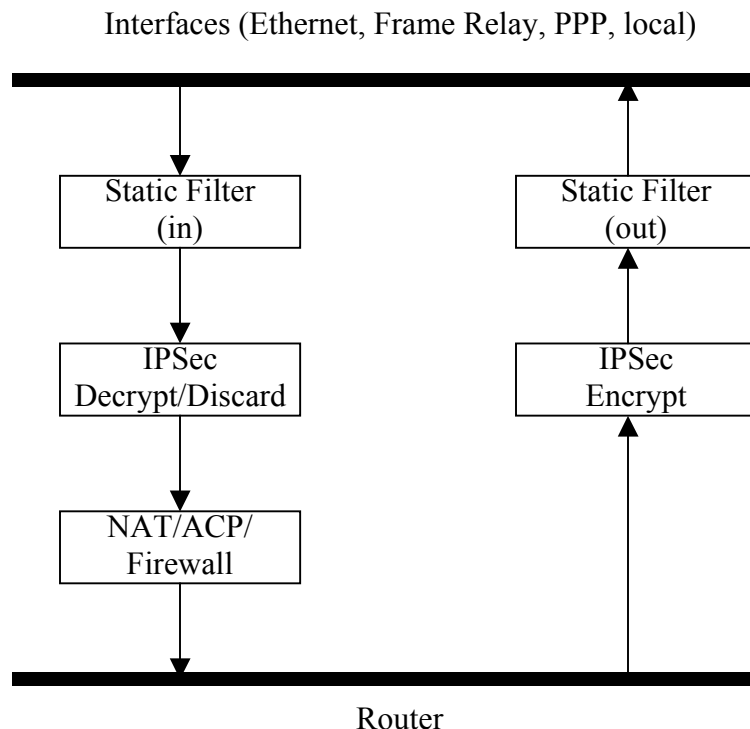 Interfaces (Ethernet, Frame Relay, PPP, local)
Static Filter
(in)
Static Filter
(out)
IPSec
Decrypt/Discard
IPSec
Encrypt
NAT/ACP/
Firewall
Router